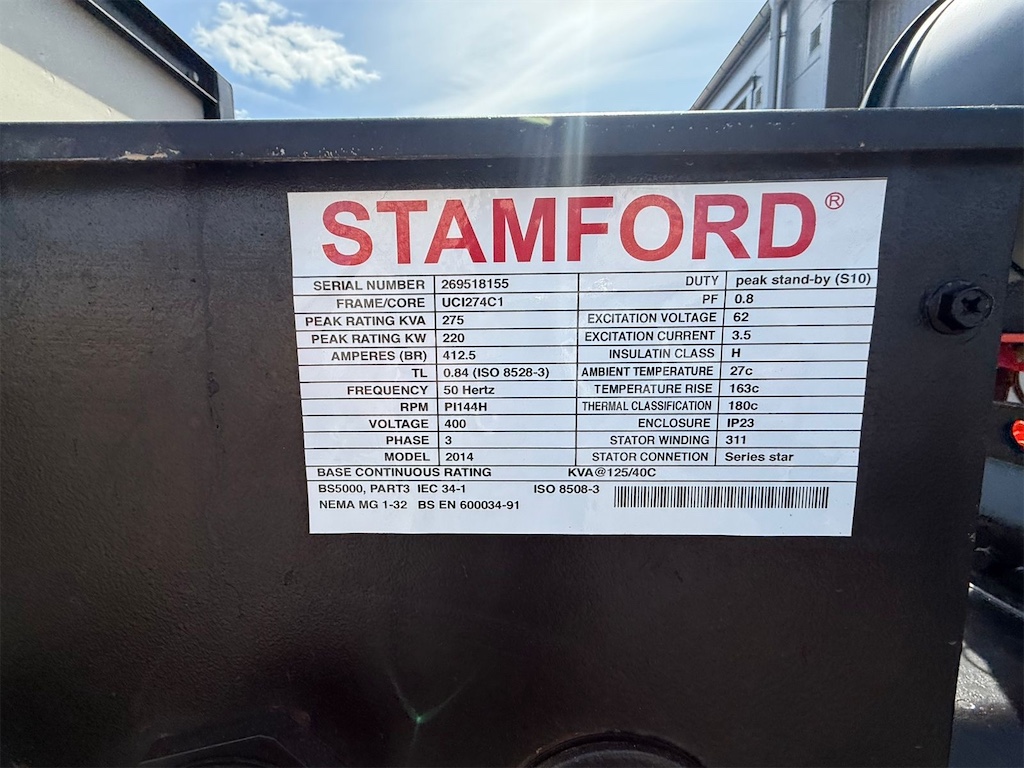 STAMFORD®
SERIAL NUMBER 269518155 DUTY peak stand-by (S10)
FRAME/CORE UCI274C1 PF 0.8
PEAK RATING KVA 275 EXCITATION VOLTAGE 62
PEAK RATING KW 220 EXCITATION CURRENT 3.5
AMPERES (BR) 412.5 INSULATIN CLASS H
TL 0.84 (ISO 8528-3) AMBIENT TEMPERATURE 27c
FREQUENCY 50 Hertz TEMPERATURE RISE 163c
RPM PI144H THERMAL CLASSIFICATION 180c
VOLTAGE 400 ENCLOSURE IP23
PHASE 3 STATOR WINDING 311
MODEL 2014 STATOR CONNETION Series star
BASE CONTINUOUS RATING KVA@125/40C
BS5000, PART3 IEC 34-1 ISO 8508-3
NEMA MG 1-32 BS EN 600034-91